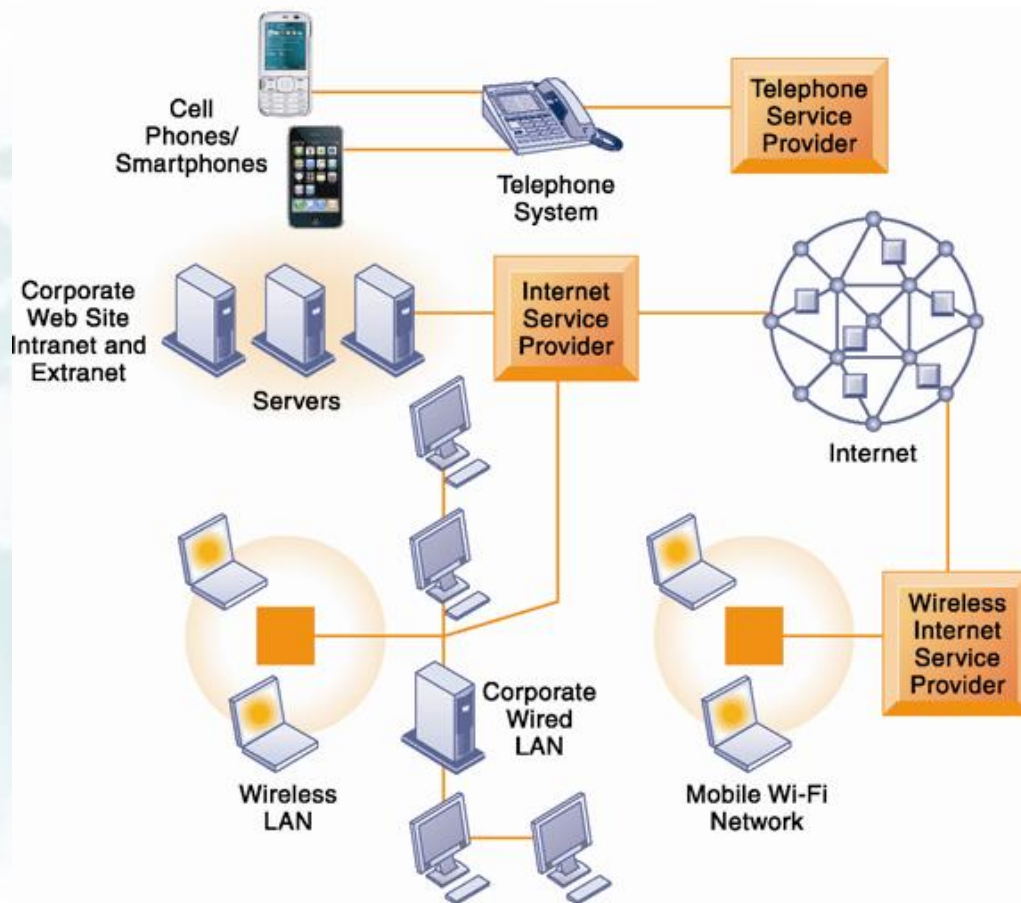 Cell
Phones/
Smartphones
Telephone
System
Telephone
Service
Provider
Corporate
Web Site
Intranet and
Extranet
Servers
Internet
Service
Provider
Internet
Wireless
LAN
Corporate
Wired
LAN
Mobile Wi-Fi
Network
Wireless
Internet
Service
Provider